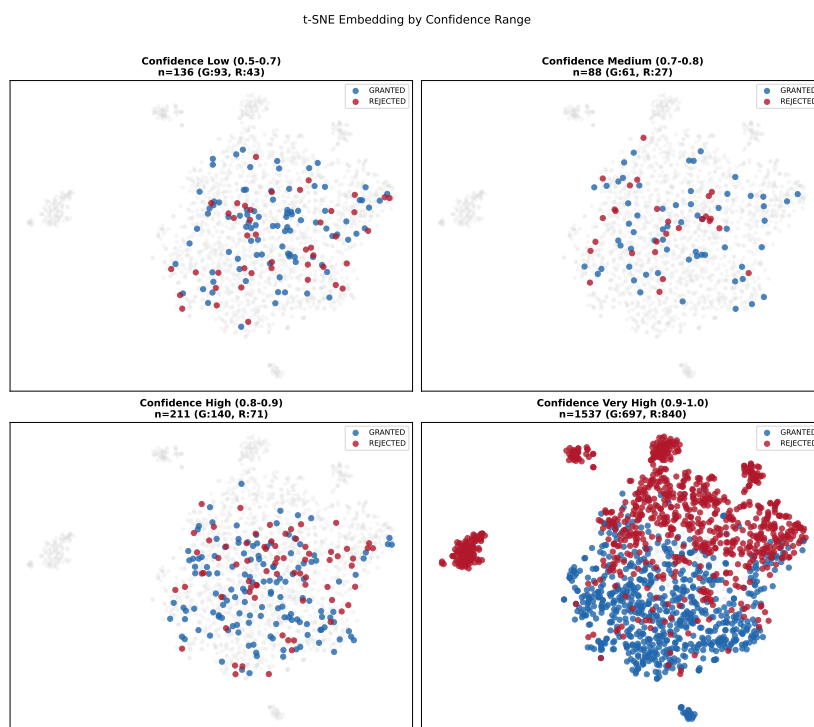 t-SNE Embedding by Confidence Range
Confidence Low (0.5-0.7)
n=136 (G:93, R:43)
GRANTED
REJECTED
Confidence Medium (0.7-0.8)
n=88 (G:61, R:27)
GRANTED
REJECTED
Confidence High (0.8-0.9)
n=211 (G:140, R:71)
GRANTED
REJECTED
Confidence Very High (0.9-1.0)
n=1537 (G:697, R:840)
GRANTED
REJECTED